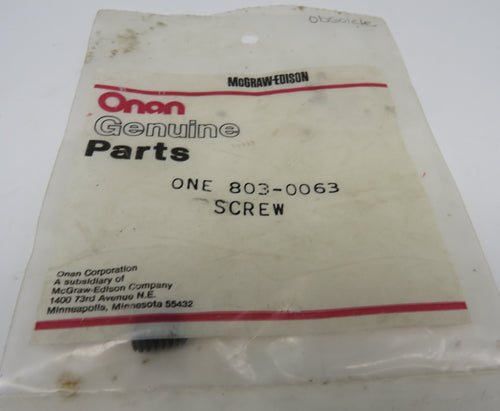 obsolete
McGRAW-EDISON
Onan
Genuine
Parts
ONE 803-0063
SCREW
Onan Corporation
A subsidiary of
McGraw-Edison Company
1400 73rd Avenue N.E.
Minneapolis, Minnesota 55432